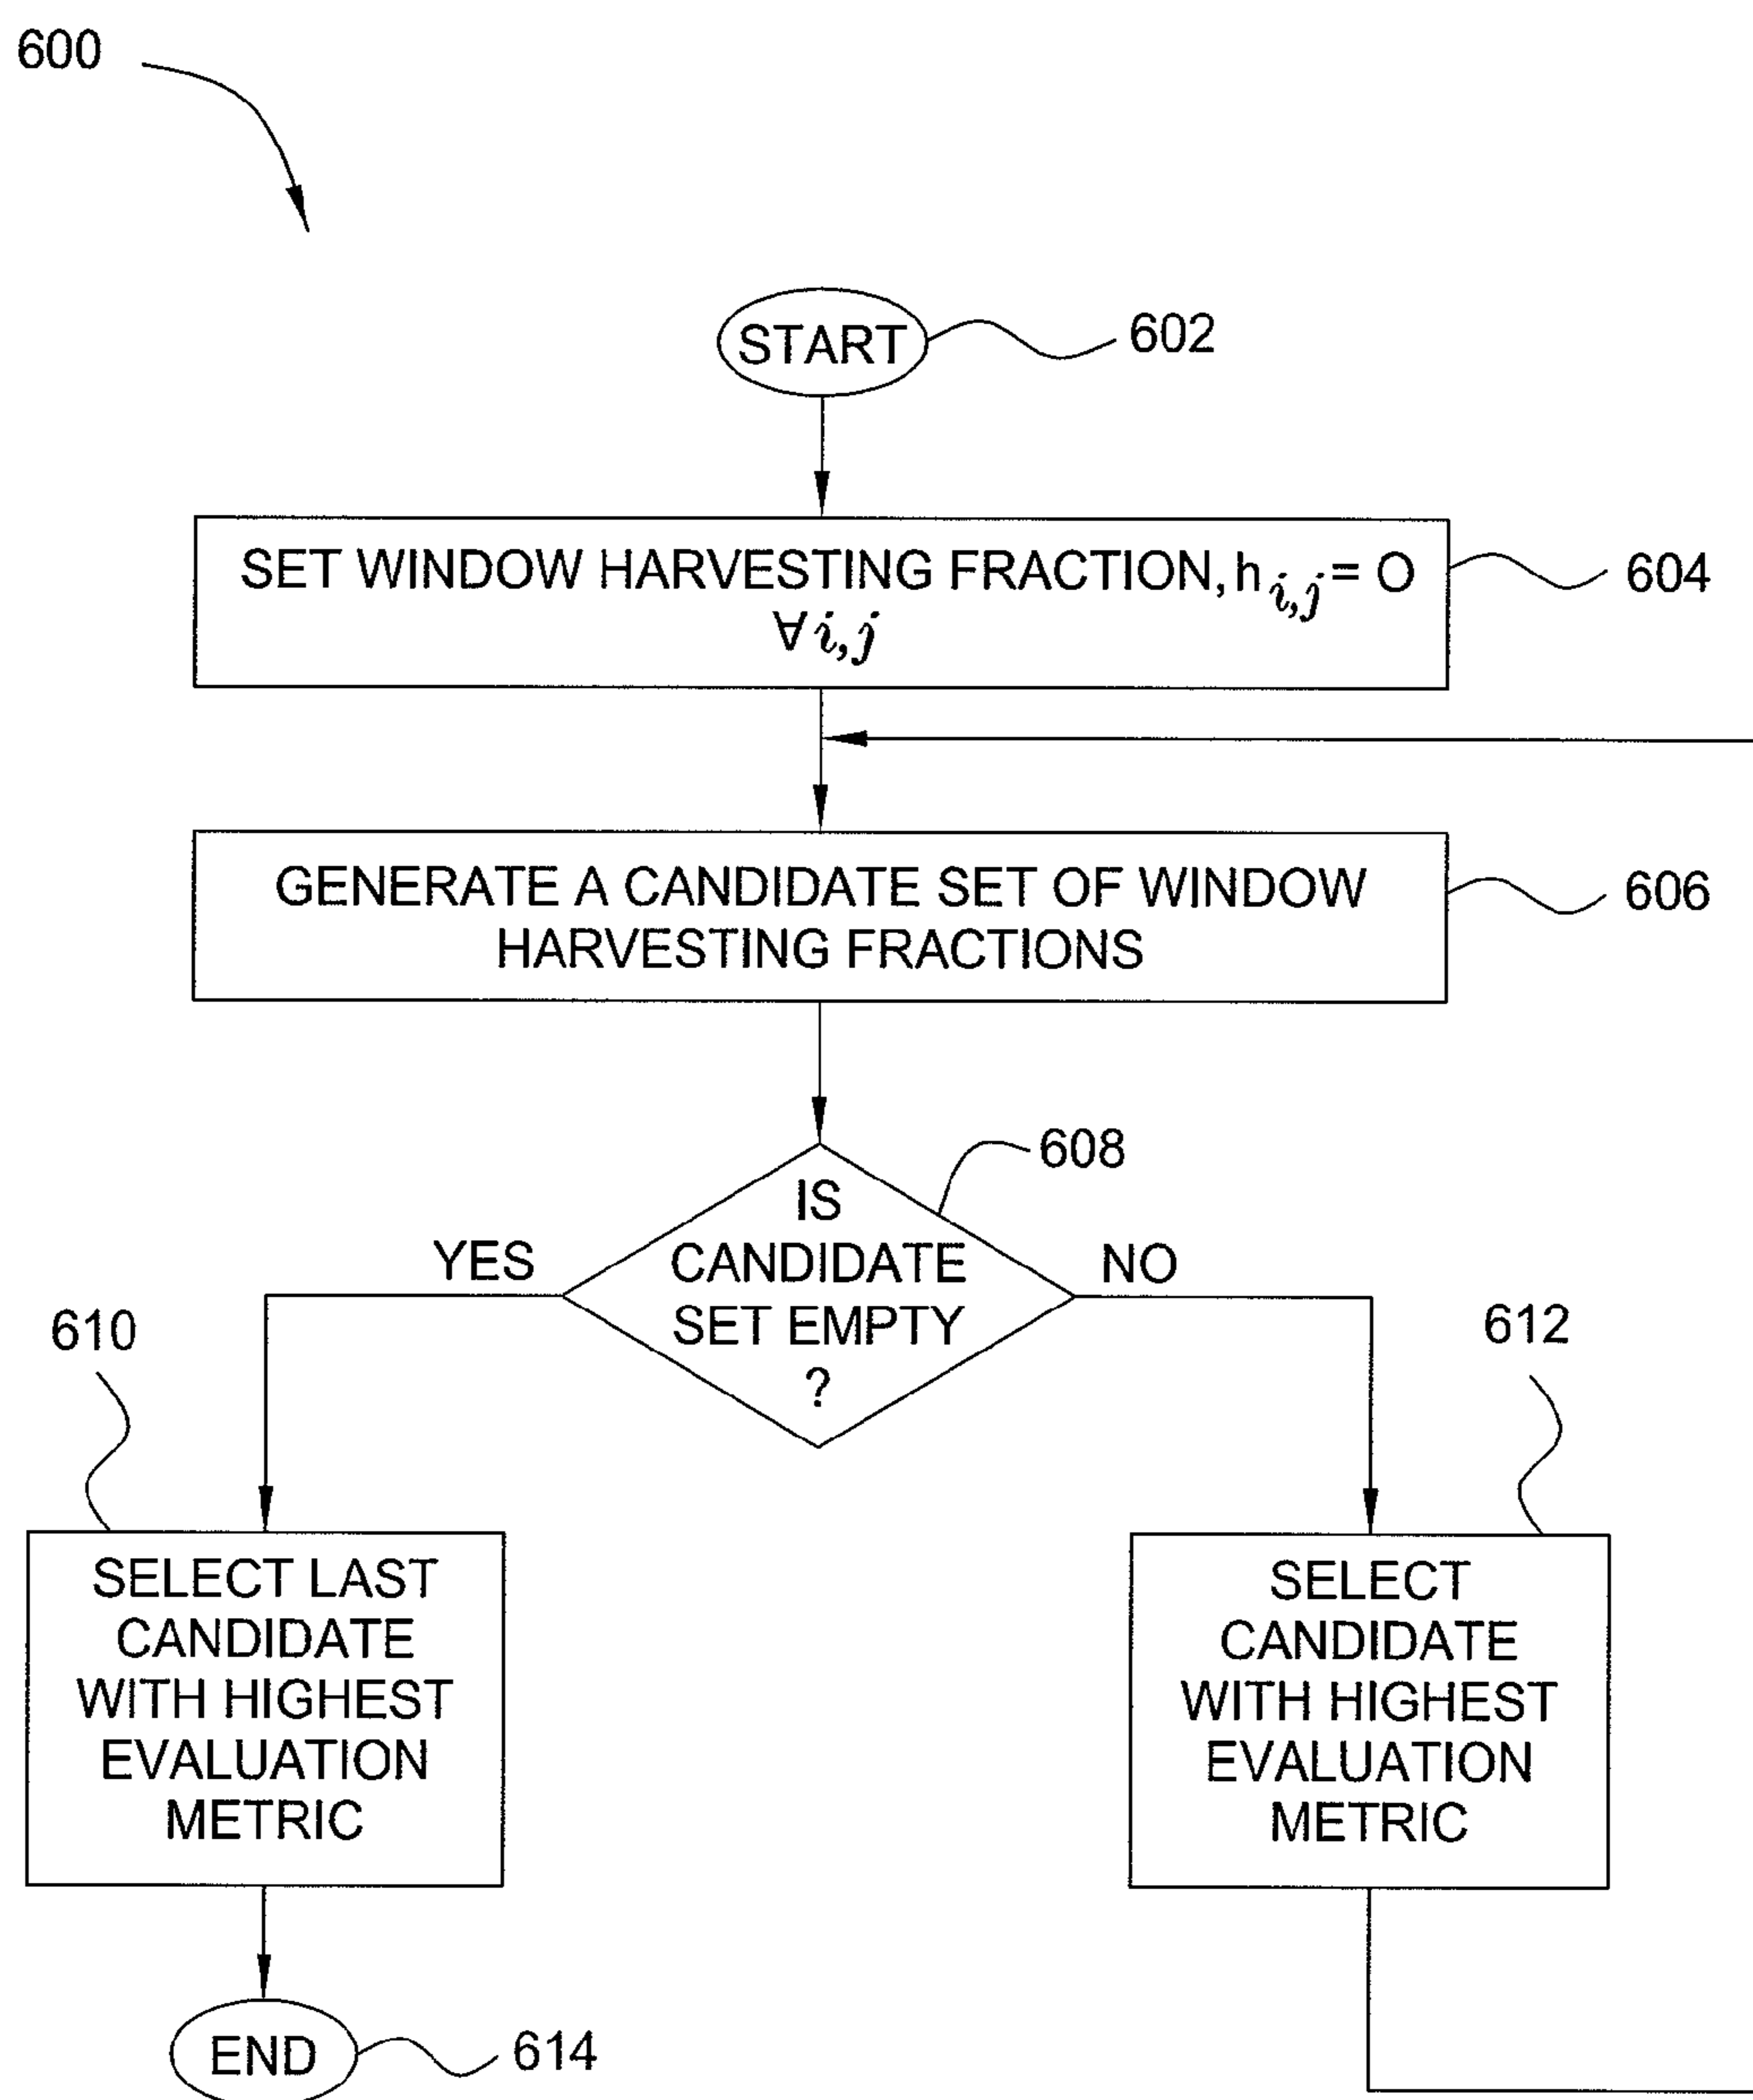 600
START
602
SET WINDOW HARVESTING FRACTION, h i,j = O
∀ i,j
604
GENERATE A CANDIDATE SET OF WINDOW
HARVESTING FRACTIONS
606
608
IS
CANDIDATE
SET EMPTY
?
YES
NO
610
612
SELECT LAST
CANDIDATE
WITH HIGHEST
EVALUATION
METRIC
SELECT
CANDIDATE
WITH HIGHEST
EVALUATION
METRIC
END
614